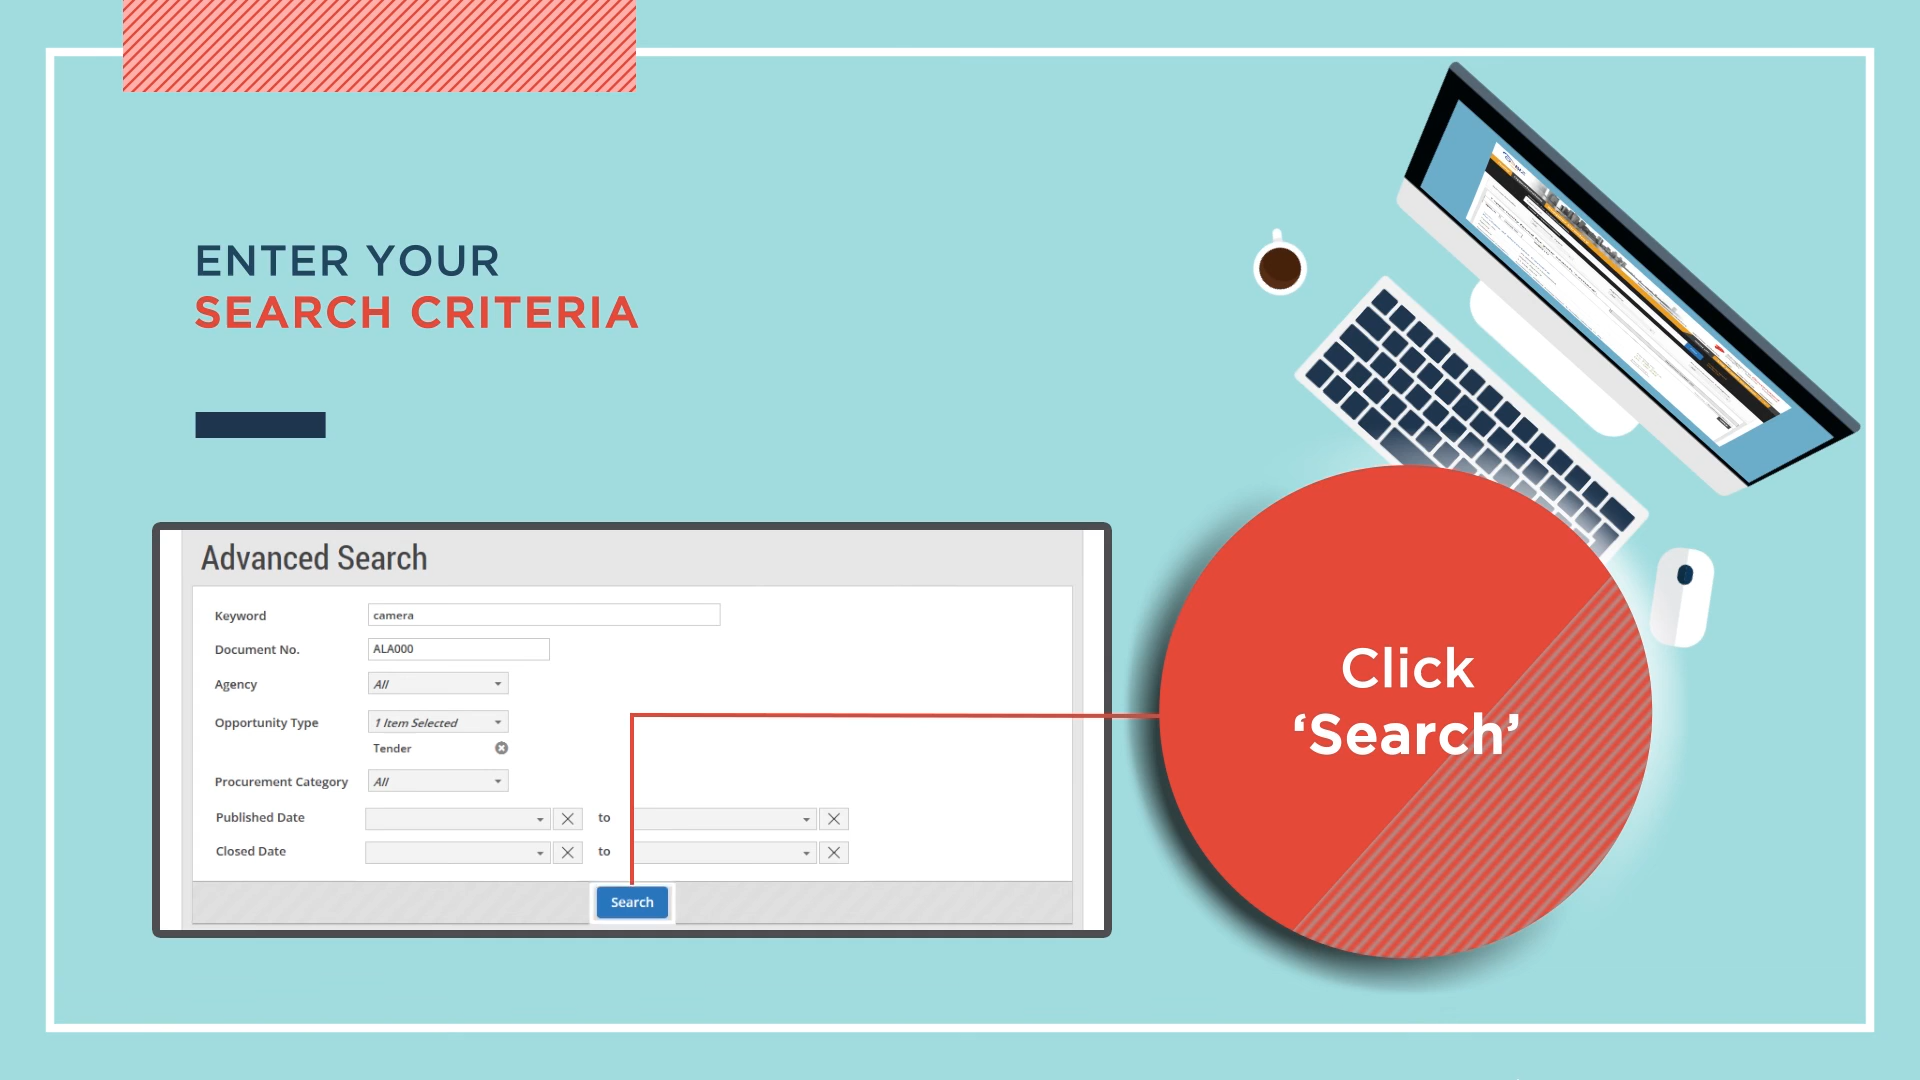 ENTER YOUR
SEARCH CRITERIA
Advanced Search
Keyword camera
Document No. ALA000
Agency All
Opportunity Type 1 Item Selected
Tender
Procurement Category All
Published Date to
Closed Date to
Search
Click
‘Search’